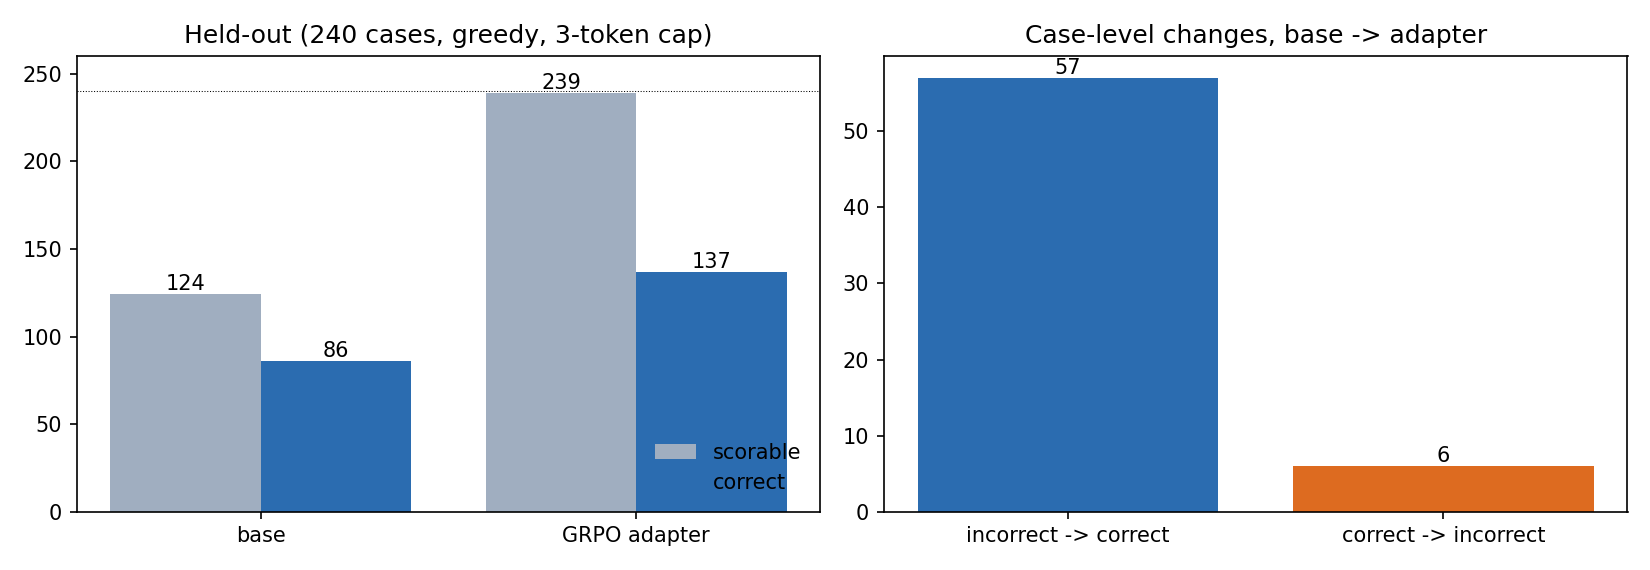 Held-out (240 cases, greedy, 3-token cap)
250
200
150
100
50
0
124
86
239
137
scorable
correct
base
GRPO adapter
Case-level changes, base -> adapter
50
40
30
20
10
0
57
6
incorrect -> correct
correct -> incorrect